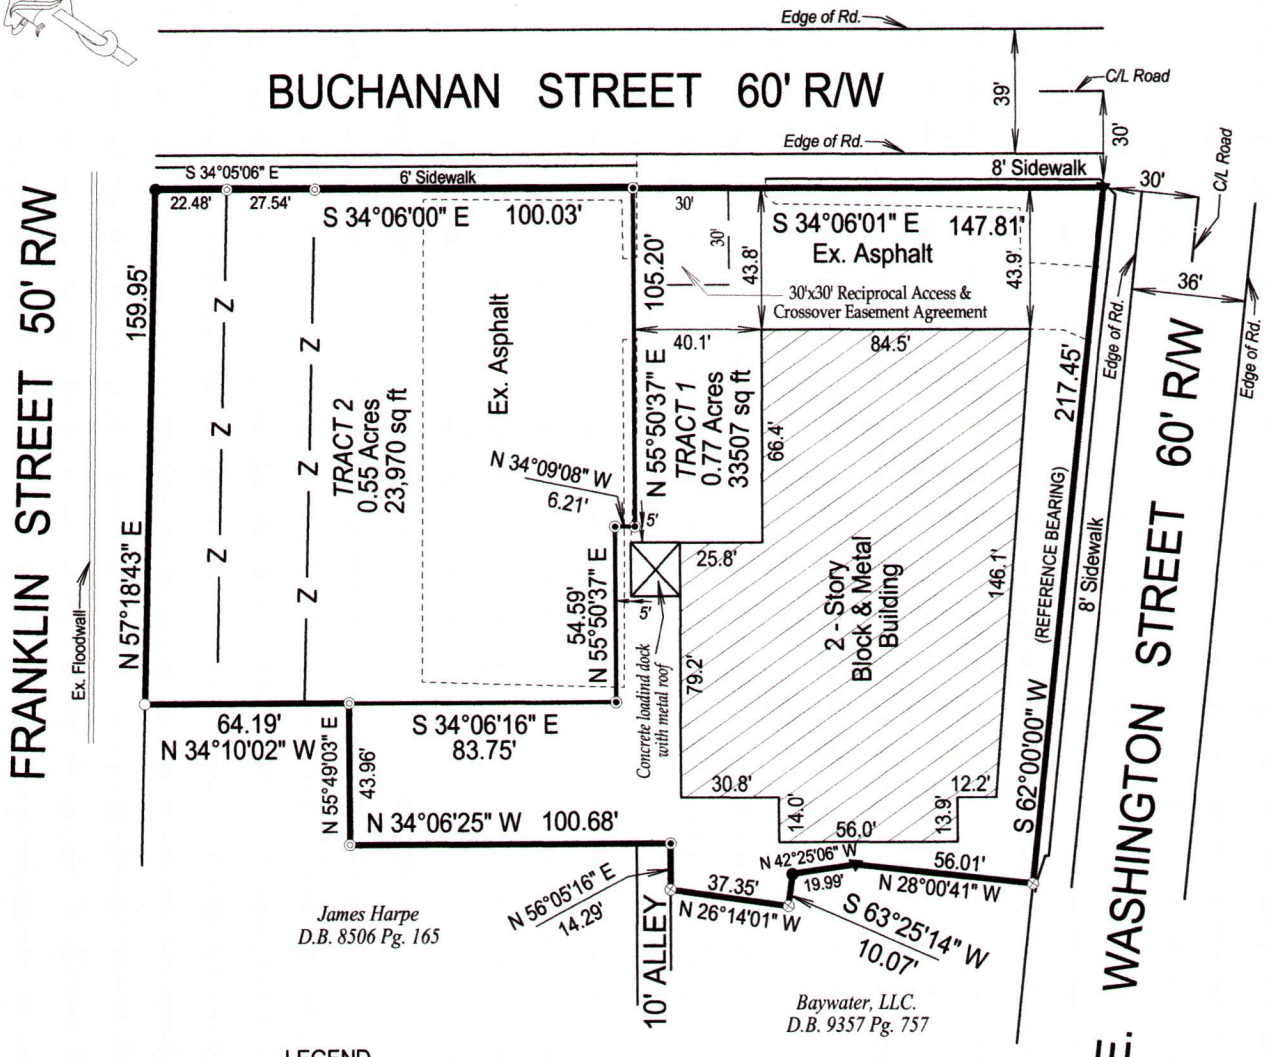 Edge of Rd.
BUCHANAN STREET 60' R/W
C/L Road
39'
30'
Edge of Rd.
S 34°05'06" E
6' Sidewalk
8' Sidewalk
30'
C/L Road
22.48'
27.54'
S 34°06'00" E
100.03'
30'
30'
S 34°06'01" E
147.81'
Ex. Asphalt
43.8'
43.9'
30'x30' Reciprocal Access &
Crossover Easement Agreement
36'
Edge of Rd.
Edge of Rd.
FRANKLIN STREET 50' R/W
159.95'
N 57°18'43" E
Ex. Floodwall
Z
Z
Z
Z
Z
Z
TRACT 2
0.55 Acres
23,970 sq ft
Ex. Asphalt
105.20'
N 55°50'37" E
40.1'
84.5'
TRACT 1
0.77 Acres
33507 sq ft
66.4'
217.45'
N 34°09'08" W
6.21'
5'
25.8'
54.59'
N 55°50'37" E
5'
2 - Story
Block & Metal
Building
146.1'
(REFERENCE BEARING)
8' Sidewalk
S 62°00'00" W
E. WASHINGTON STREET 60' R/W
Concrete loadind dock
with metal roof
79.2'
64.19'
N 34°10'02" W
S 34°06'16" E
83.75'
N 55°49'03" E
43.96'
30.8'
14.0'
56.0'
13.9'
12.2'
N 34°06'25" W 100.68'
N 42°25'06" W
19.99'
56.01'
N 28°00'41" W
N 56°05'16" E
14.29'
37.35'
N 26°14'01" W
S 63°25'14" W
10.07'
James Harpe
D.B. 8506 Pg. 165
10' ALLEY
Baywater, LLC.
D.B. 9357 Pg. 757
LEGEND